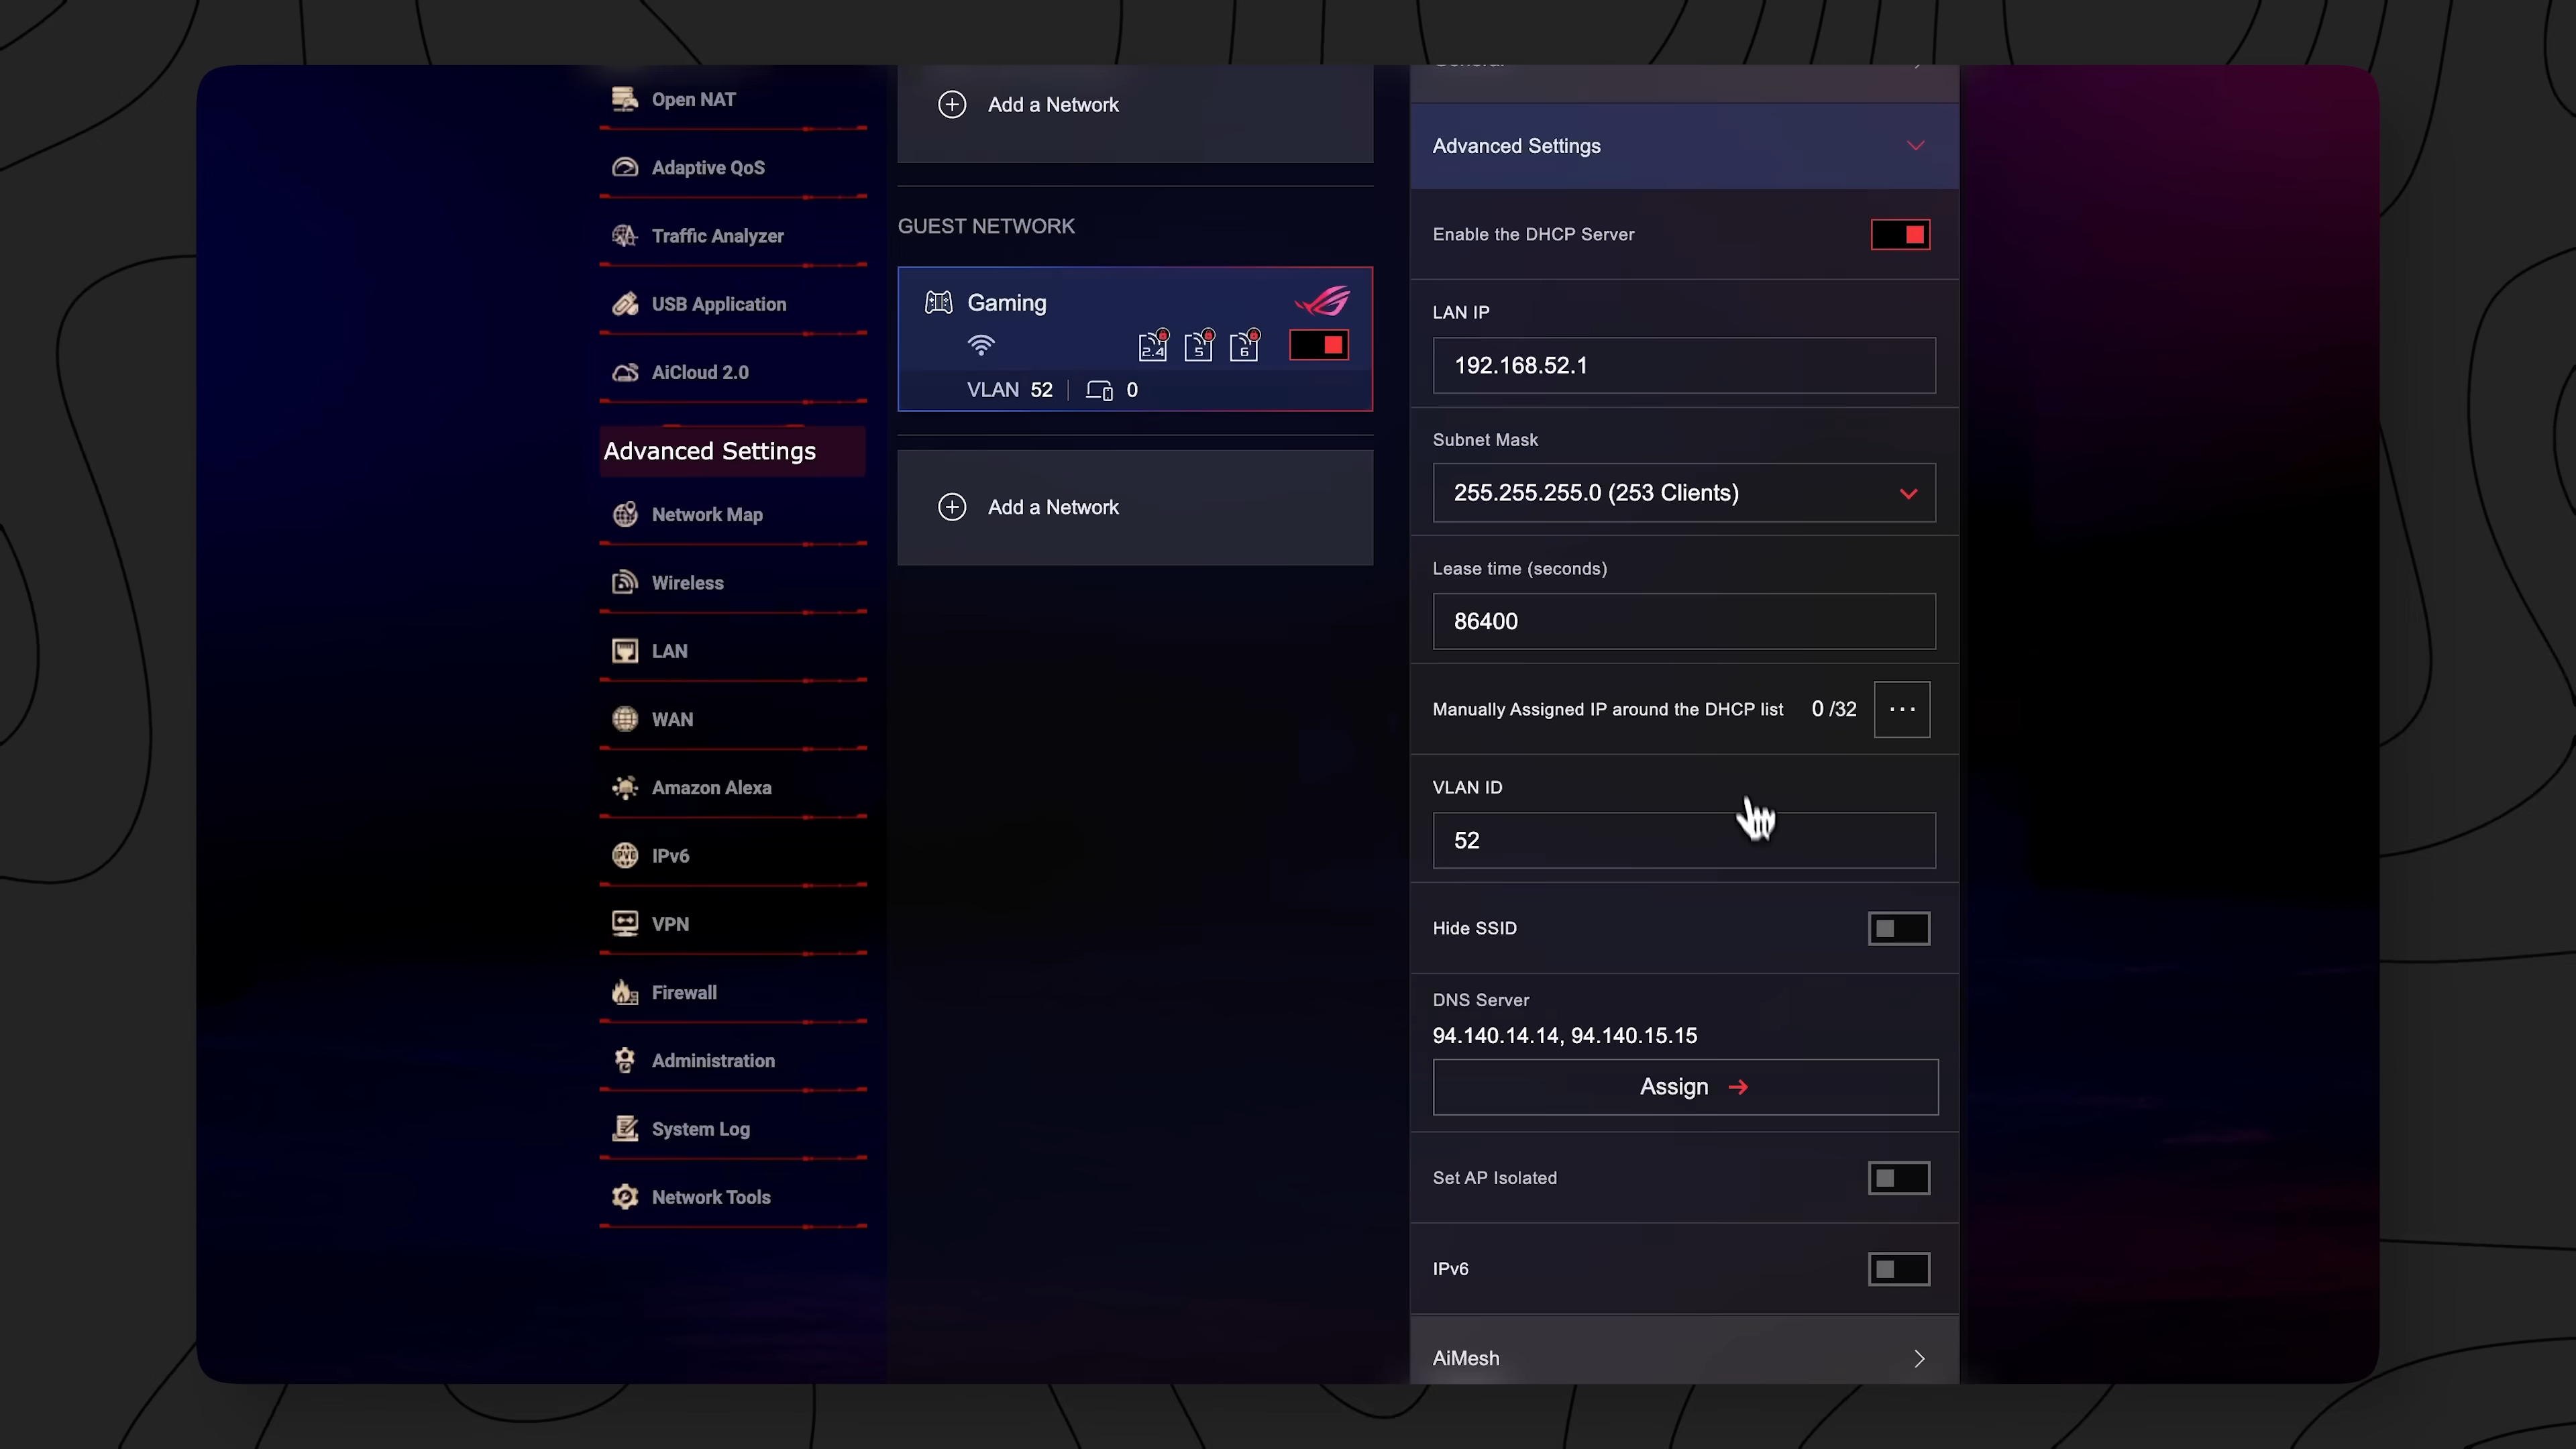 Open NAT
Adaptive QoS
Traffic Analyzer
USB Application
AiCloud 2.0
Advanced Settings
Network Map
Wireless
LAN
WAN
Amazon Alexa
IPv6
VPN
Firewall
Administration
System Log
Network Tools
Add a Network
GUEST NETWORK
Gaming
2.4 5 6
VLAN 52 0
Add a Network
Advanced Settings
Enable the DHCP Server
LAN IP
192.168.52.1
Subnet Mask
255.255.255.0 (253 Clients)
Lease time (seconds)
86400
Manually Assigned IP around the DHCP list 0 /32 ...
VLAN ID
52
Hide SSID
DNS Server
94.140.14.14, 94.140.15.15
Assign
Set AP Isolated
IPv6
AiMesh